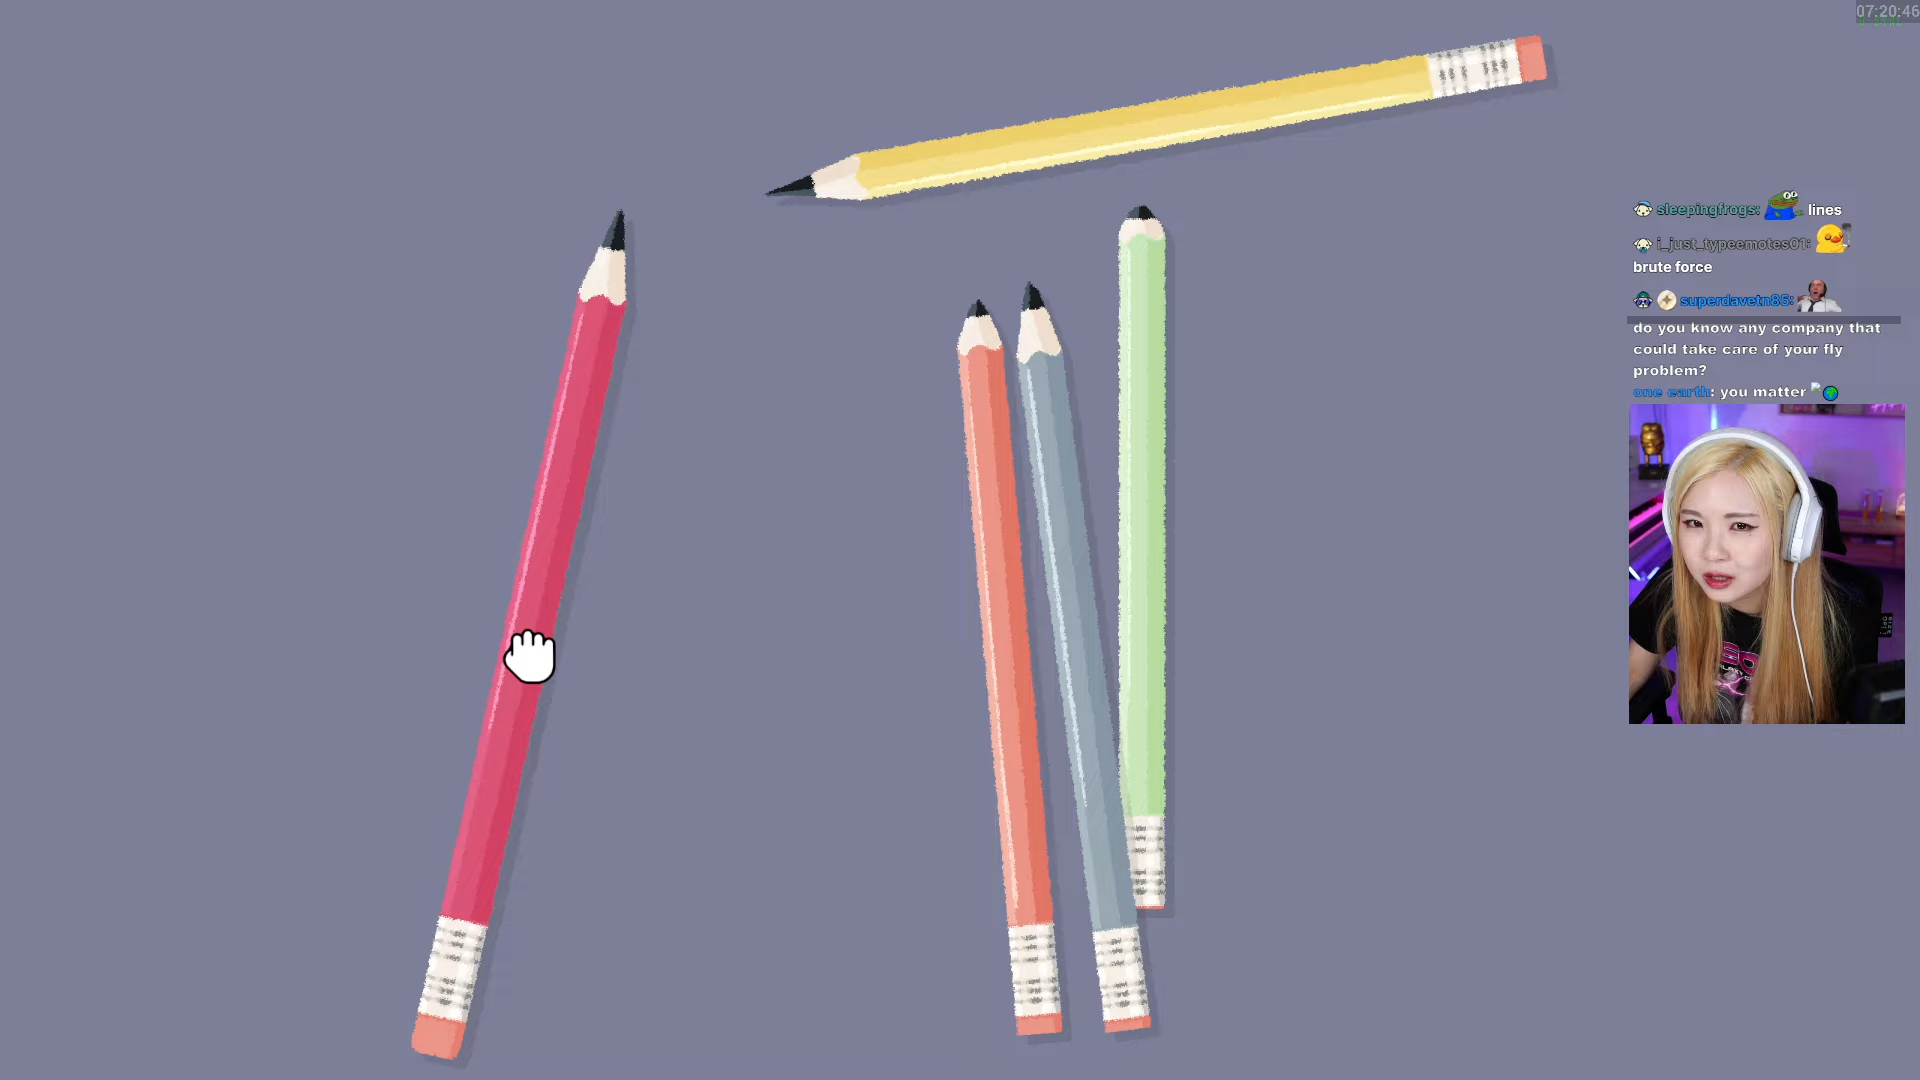 07:20:46
sleepingfrogs: lines
i_just_typeemotes01:
brute force
superdavetn85:
do you know any company that
could take care of your fly
problem?
one earth: you matter